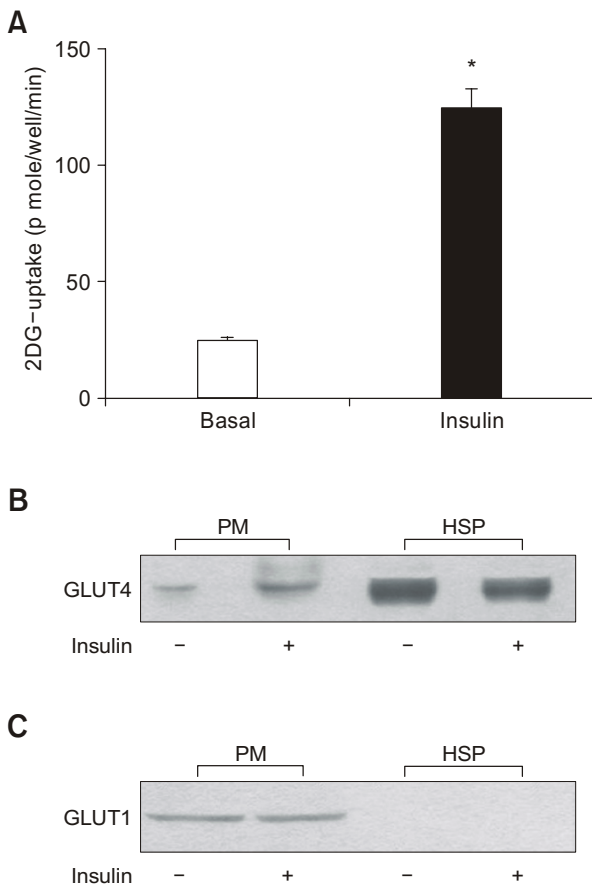 A
150
100
50
0
2DG−uptake (p mole/well/min)
*
Basal Insulin
B
PM HSP
GLUT4
Insulin − + − +
C
PM HSP
GLUT1
Insulin − + − +